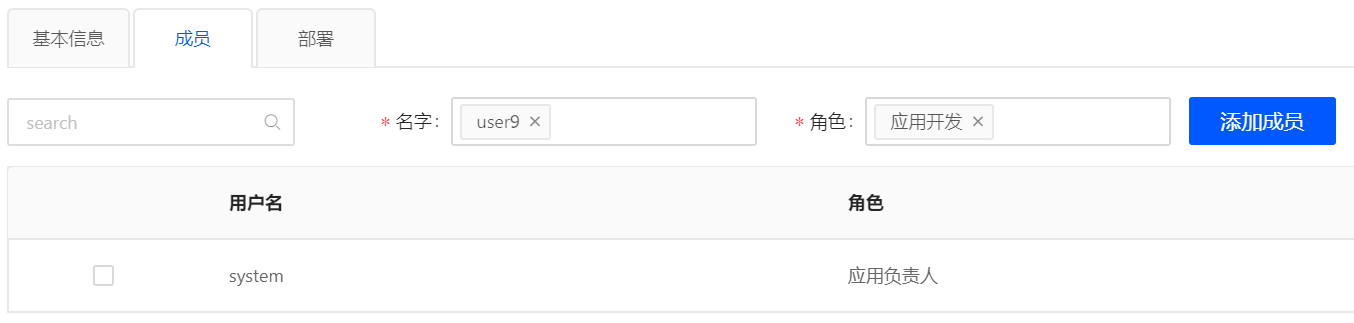 基本信息 成员 部署
search * 名字: user9 × * 角色: 应用开发 × 添加成员
用户名 角色
system 应用负责人